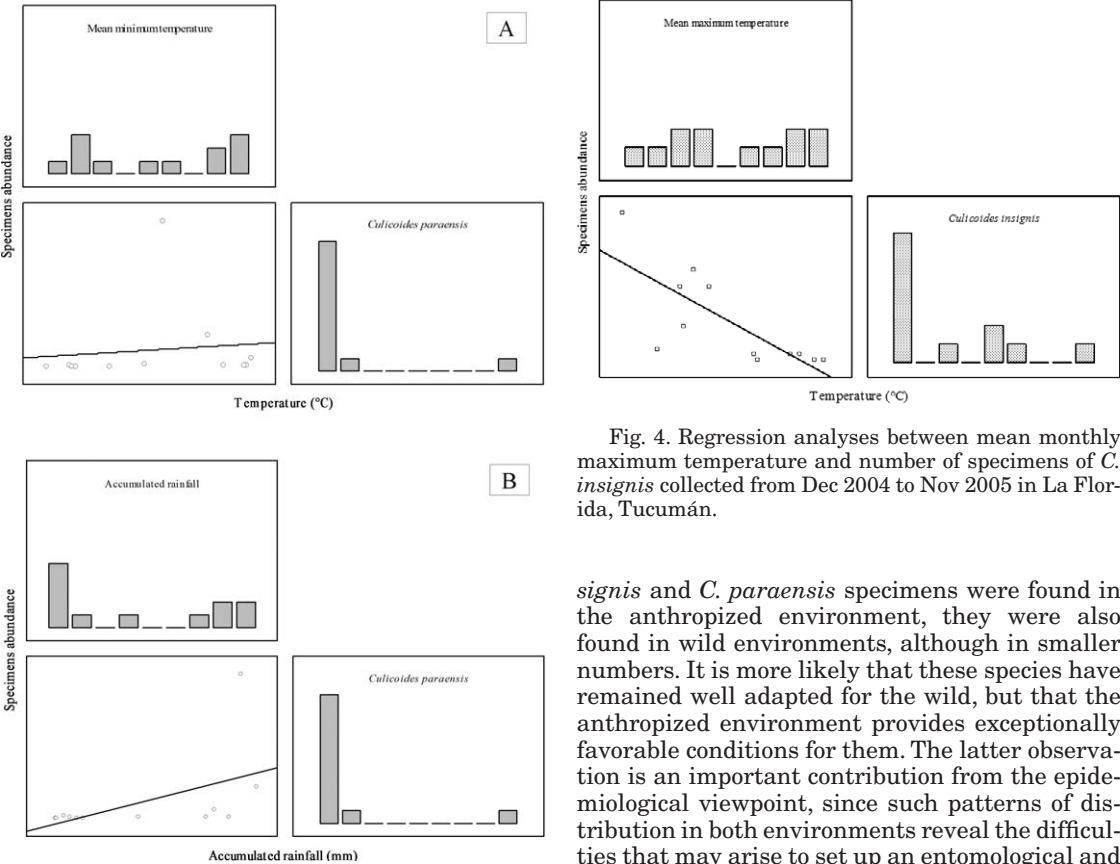 Mean minimum temperature
A
Specimens abundance
Culicoides paraensis
Temperature (°C)
Accumulated rainfall
B
Specimens abundance
Culicoides paraensis
Accumulated rainfall (mm)
Mean maximum temperature
Specimens abundance
Culicoides insignis
Temperature (°C)
Fig. 4. Regression analyses between mean monthly
maximum temperature and number of specimens of C.
insignis collected from Dec 2004 to Nov 2005 in La Flor-
ida, Tucumán.
signis and C. paraensis specimens were found in
the anthropized environment, they were also
found in wild environments, although in smaller
numbers. It is more likely that these species have
remained well adapted for the wild, but that the
anthropized environment provides exceptionally
favorable conditions for them. The latter observa-
tion is an important contribution from the epide-
miological viewpoint, since such patterns of dis-
tribution in both environments reveal the difficul-
ties that may arise to set up an entomological and